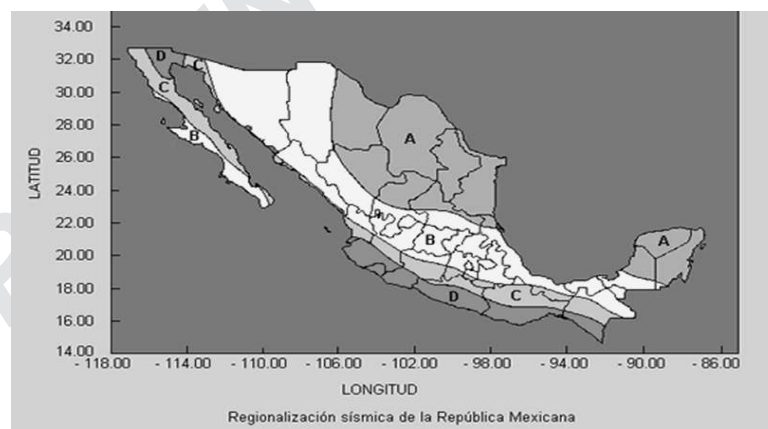 34.00
32.00
30.00
28.00
26.00
24.00
22.00
20.00
18.00
16.00
14.00
LATITUD
D
C
C
B
A
A
B
D
C
- 118.00 - 114.00 - 110.00 - 106.00 - 102.00 - 98.00 - 94.00 - 90.00 - 86.00
LONGITUD
Regionalización sísmica de la República Mexicana